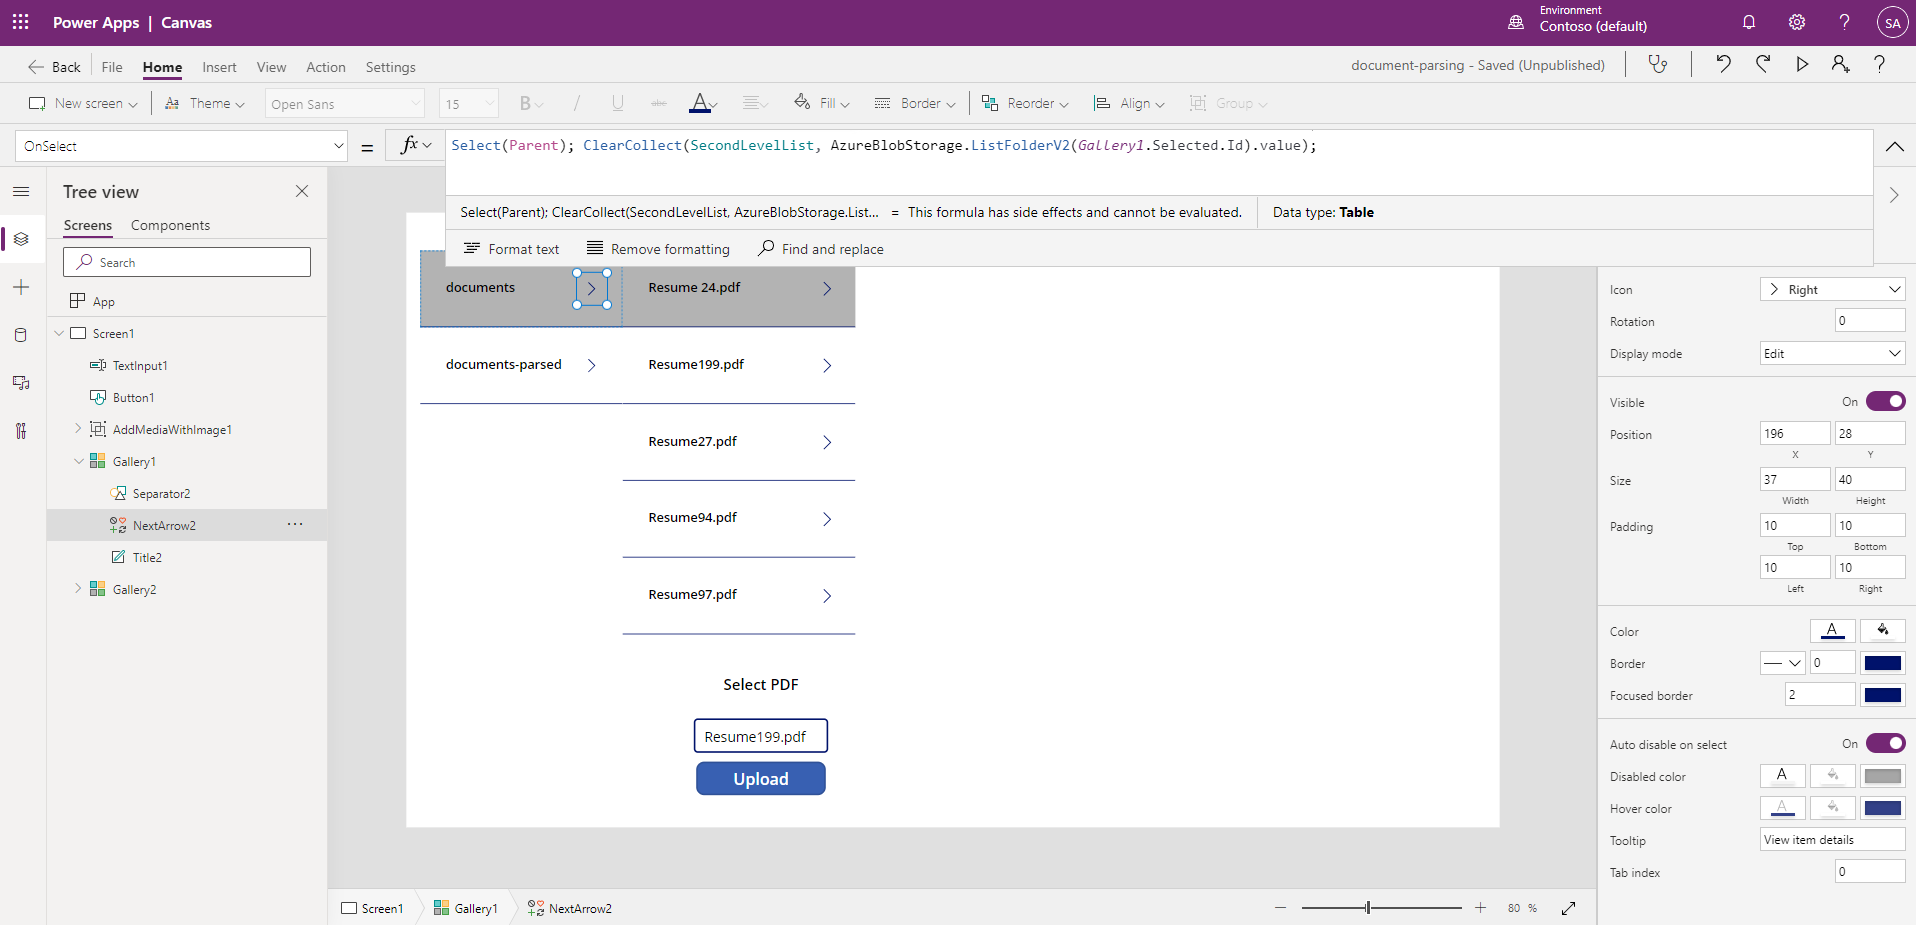 Power Apps | Canvas
Environment
Contoso (default)
SA
Back File Home Insert View Action Settings
document-parsing - Saved (Unpublished)
New screen Theme Open Sans 15 B / U abc A Fill Border Reorder Align Group
OnSelect = fx Select(Parent); ClearCollect(SecondLevelList, AzureBlobStorage.ListFolderV2(Gallery1.Selected.Id).value);
Select(Parent); ClearCollect(SecondLevelList, AzureBlobStorage.List... = This formula has side effects and cannot be evaluated. Data type: Table
Format text Remove formatting Find and replace
Tree view
Screens Components
Search
App
Screen1
TextInput1
Button1
AddMediaWithImage1
Gallery1
Separator2
NextArrow2 ...
Title2
Gallery2
documents
documents-parsed
Resume 24.pdf
Resume199.pdf
Resume27.pdf
Resume94.pdf
Resume97.pdf
Select PDF
Resume199.pdf
Upload
Icon Right
Rotation 0
Display mode Edit
Visible On
Position 196 28
X Y
Size 37 40
Width Height
Padding 10 10
Top Bottom
10 10
Left Right
Color A
Border 0
Focused border 2
Auto disable on select On
Disabled color A
Hover color A
Tooltip View item details
Tab index 0
Screen1 Gallery1 NextArrow2
80 %